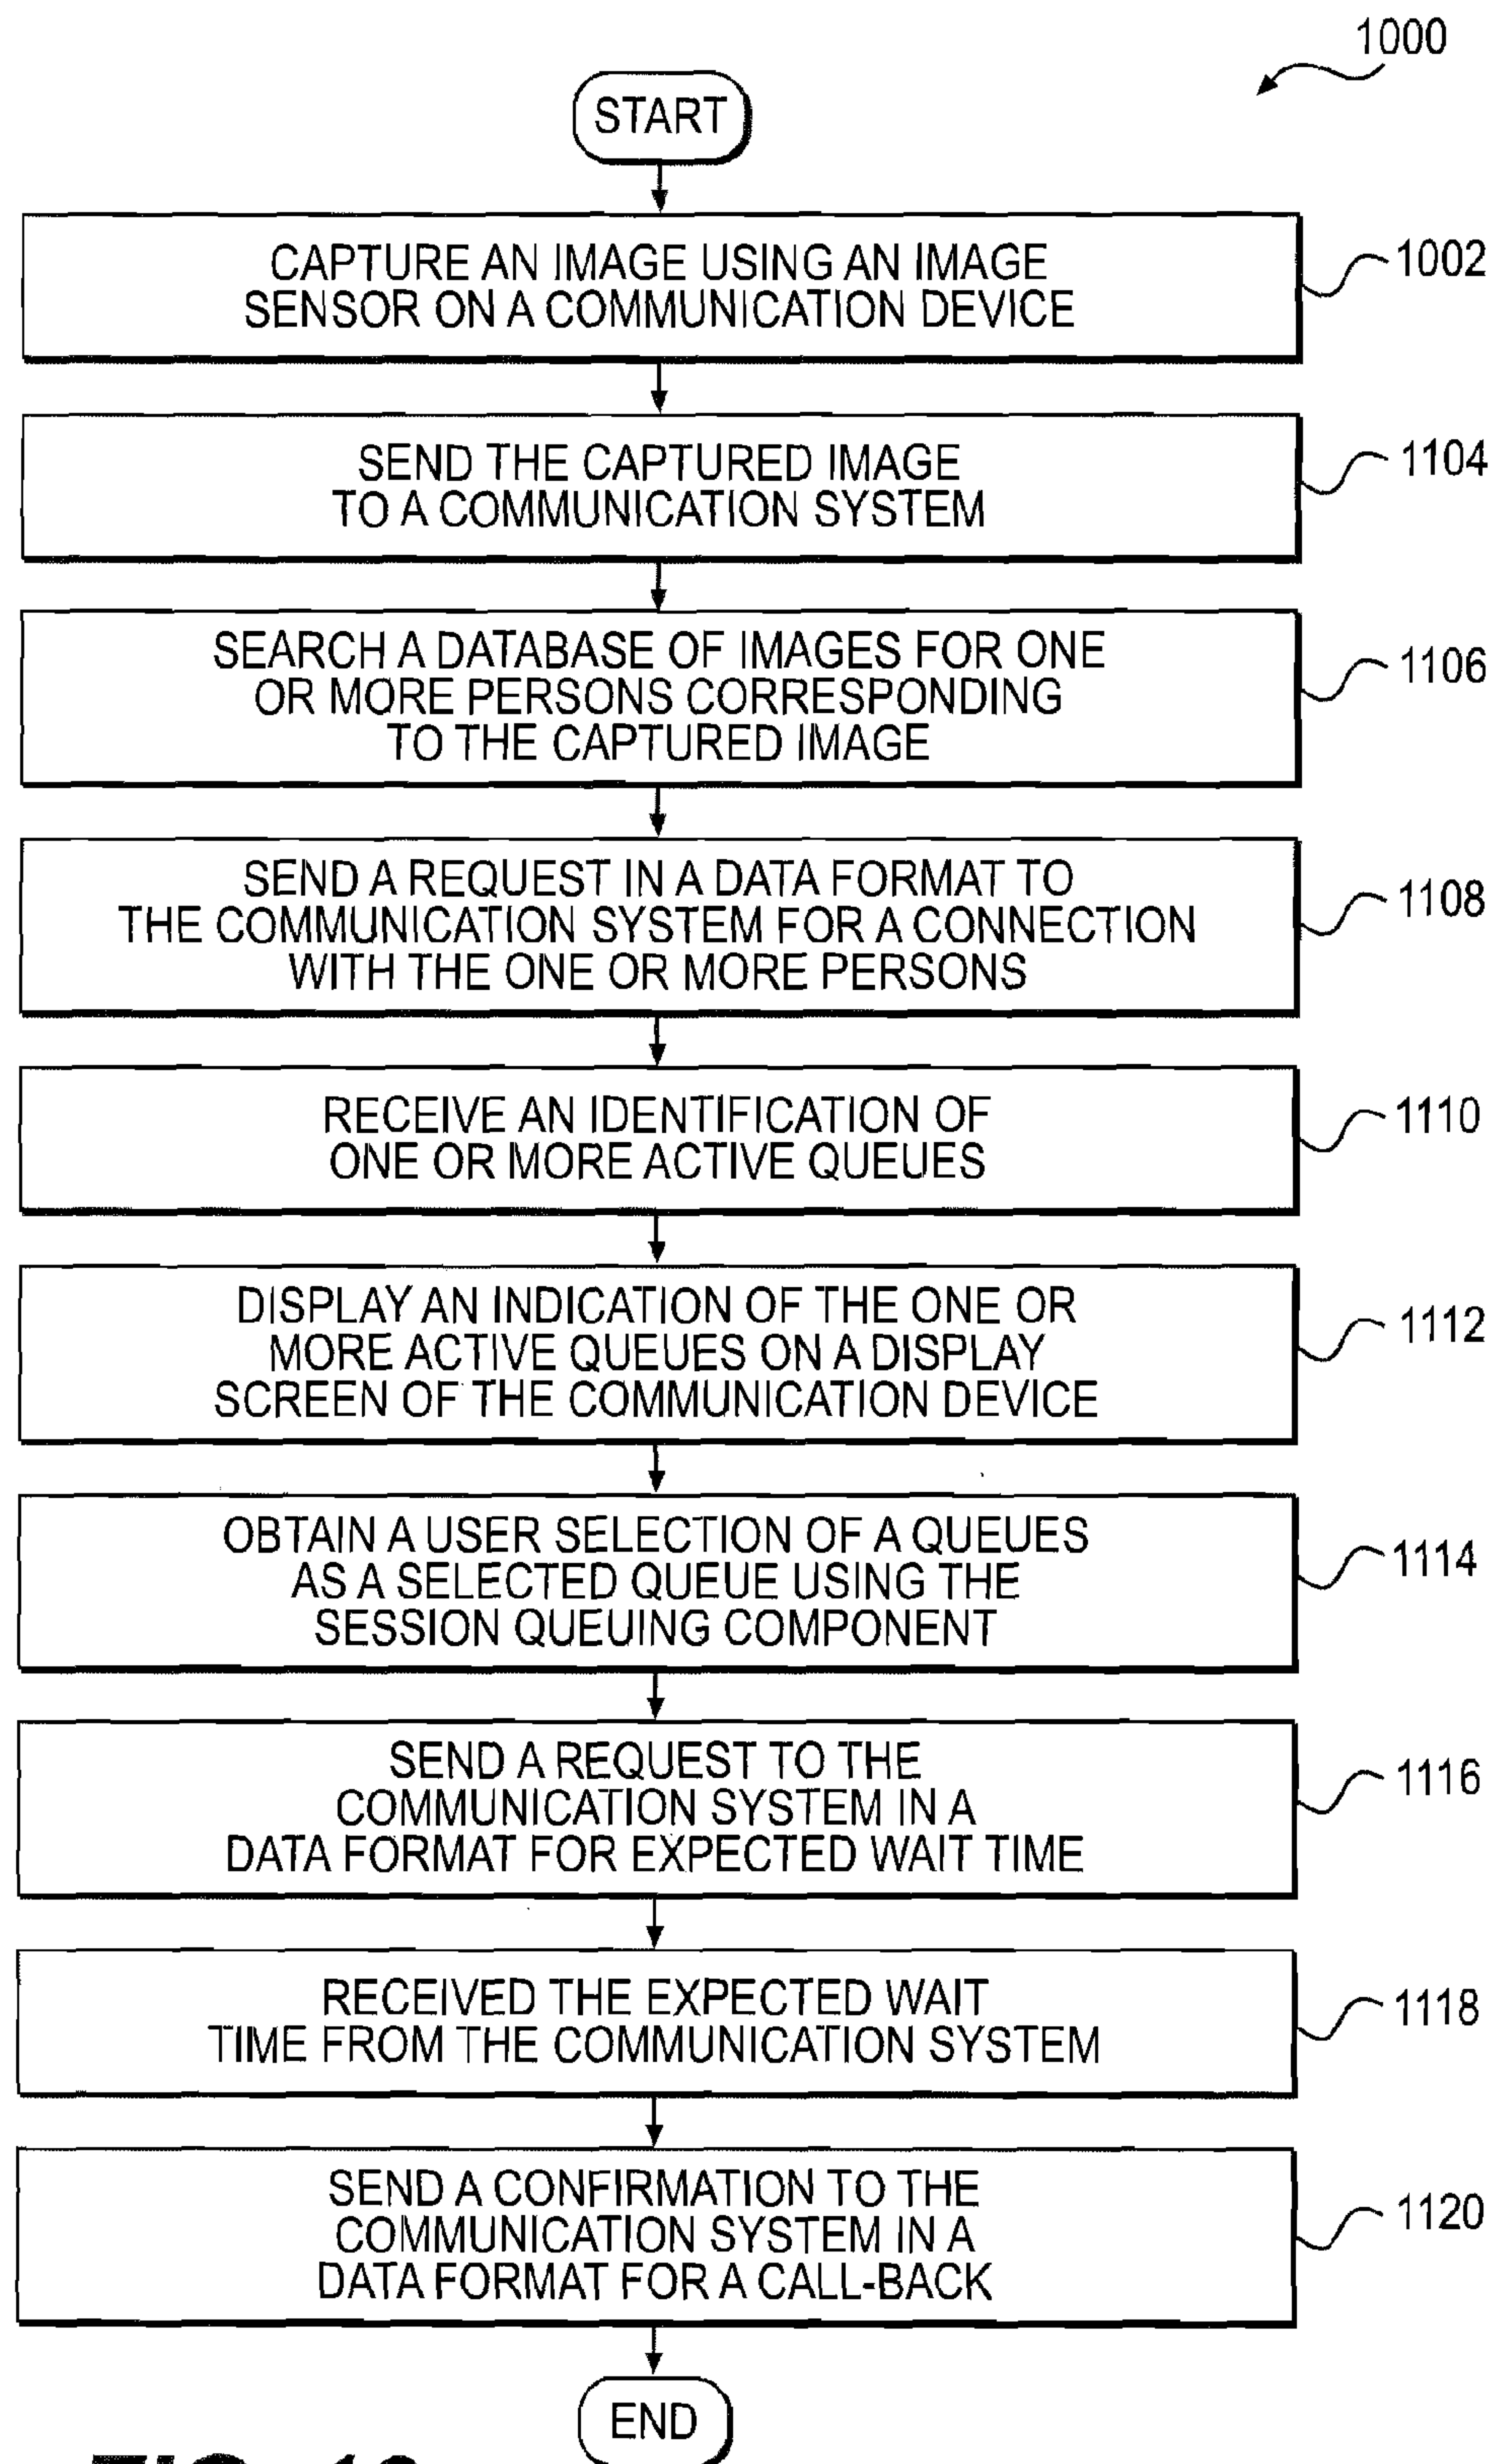 1000
START
CAPTURE AN IMAGE USING AN IMAGE
SENSOR ON A COMMUNICATION DEVICE
1002
SEND THE CAPTURED IMAGE
TO A COMMUNICATION SYSTEM
1104
SEARCH A DATABASE OF IMAGES FOR ONE
OR MORE PERSONS CORRESPONDING
TO THE CAPTURED IMAGE
1106
SEND A REQUEST IN A DATA FORMAT TO
THE COMMUNICATION SYSTEM FOR A CONNECTION
WITH THE ONE OR MORE PERSONS
1108
RECEIVE AN IDENTIFICATION OF
ONE OR MORE ACTIVE QUEUES
1110
DISPLAY AN INDICATION OF THE ONE OR
MORE ACTIVE QUEUES ON A DISPLAY
SCREEN OF THE COMMUNICATION DEVICE
1112
OBTAIN A USER SELECTION OF A QUEUES
AS A SELECTED QUEUE USING THE
SESSION QUEUING COMPONENT
1114
SEND A REQUEST TO THE
COMMUNICATION SYSTEM IN A
DATA FORMAT FOR EXPECTED WAIT TIME
1116
RECEIVED THE EXPECTED WAIT
TIME FROM THE COMMUNICATION SYSTEM
1118
SEND A CONFIRMATION TO THE
COMMUNICATION SYSTEM IN A
DATA FORMAT FOR A CALL-BACK
1120
END